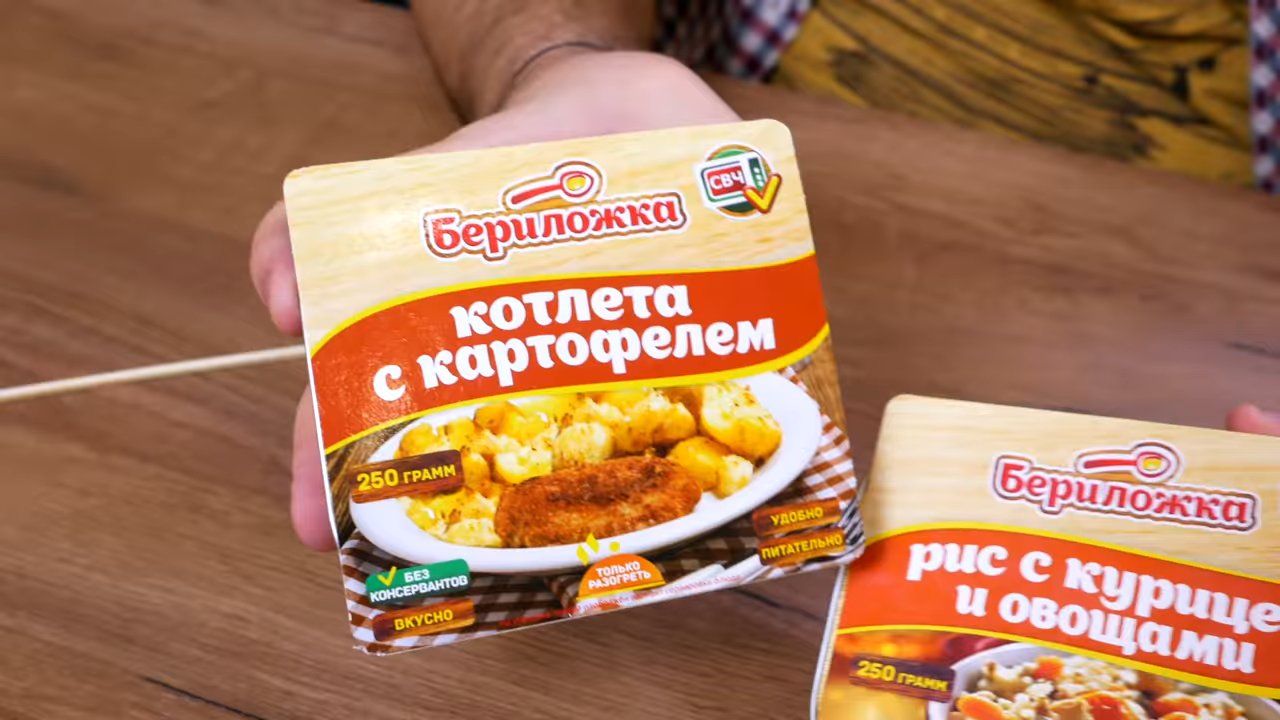 Бериложка
СВЧ
котлета
с картофелем
250 ГРАММ
УДОБНО
ПИТАТЕЛЬНО
ТОЛЬКО
РАЗОГРЕТЬ
БЕЗ
КОНСЕРВАНТОВ
ВКУСНО
Бериложка
рис с курице
и овощами
250 ГРАММ